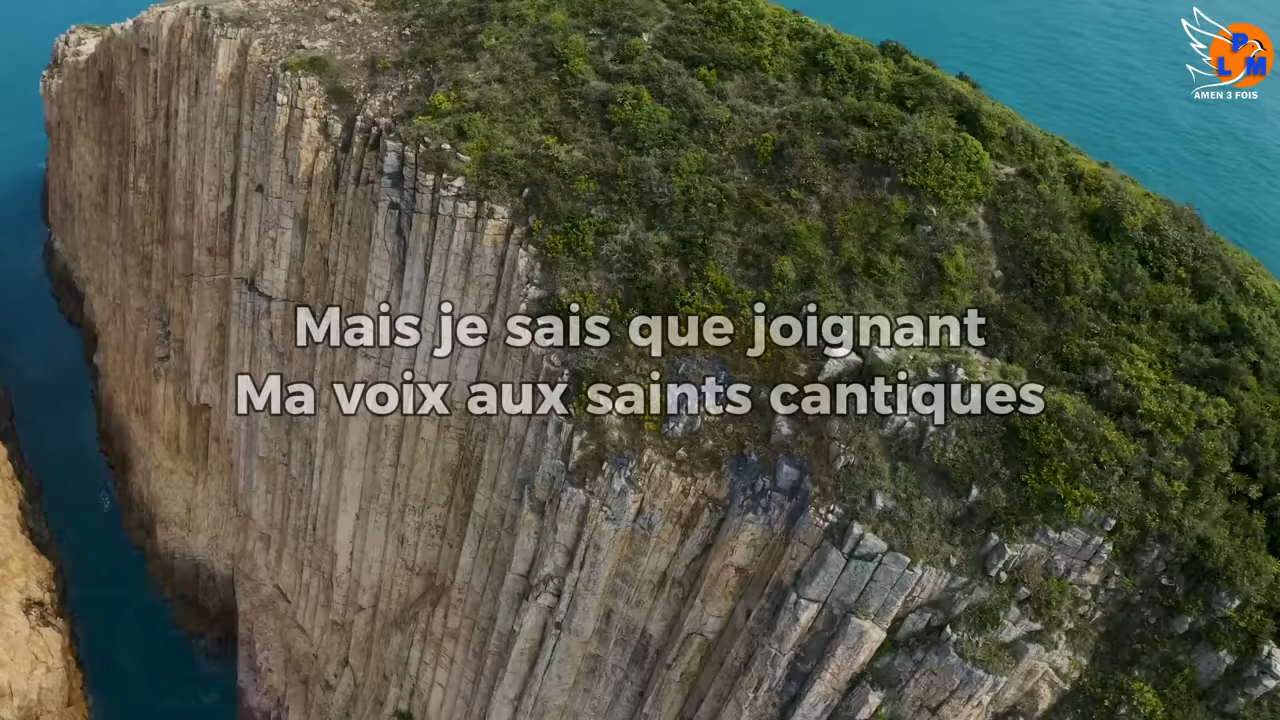 P
L M
AMEN 3 FOIS
Mais je sais que joignant
Ma voix aux saints cantiques